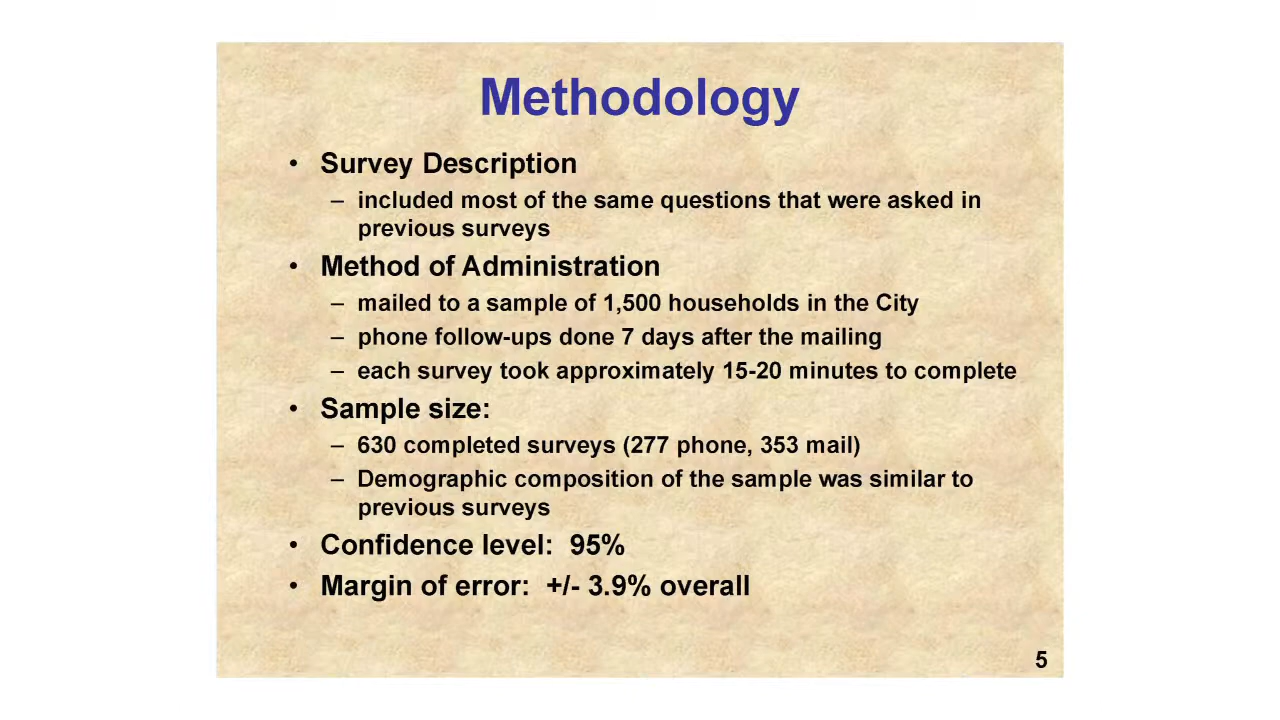 Methodology
• Survey Description
– included most of the same questions that were asked in
previous surveys
• Method of Administration
– mailed to a sample of 1,500 households in the City
– phone follow-ups done 7 days after the mailing
– each survey took approximately 15-20 minutes to complete
• Sample size:
– 630 completed surveys (277 phone, 353 mail)
– Demographic composition of the sample was similar to
previous surveys
• Confidence level:  95%
• Margin of error:  +/- 3.9% overall
5